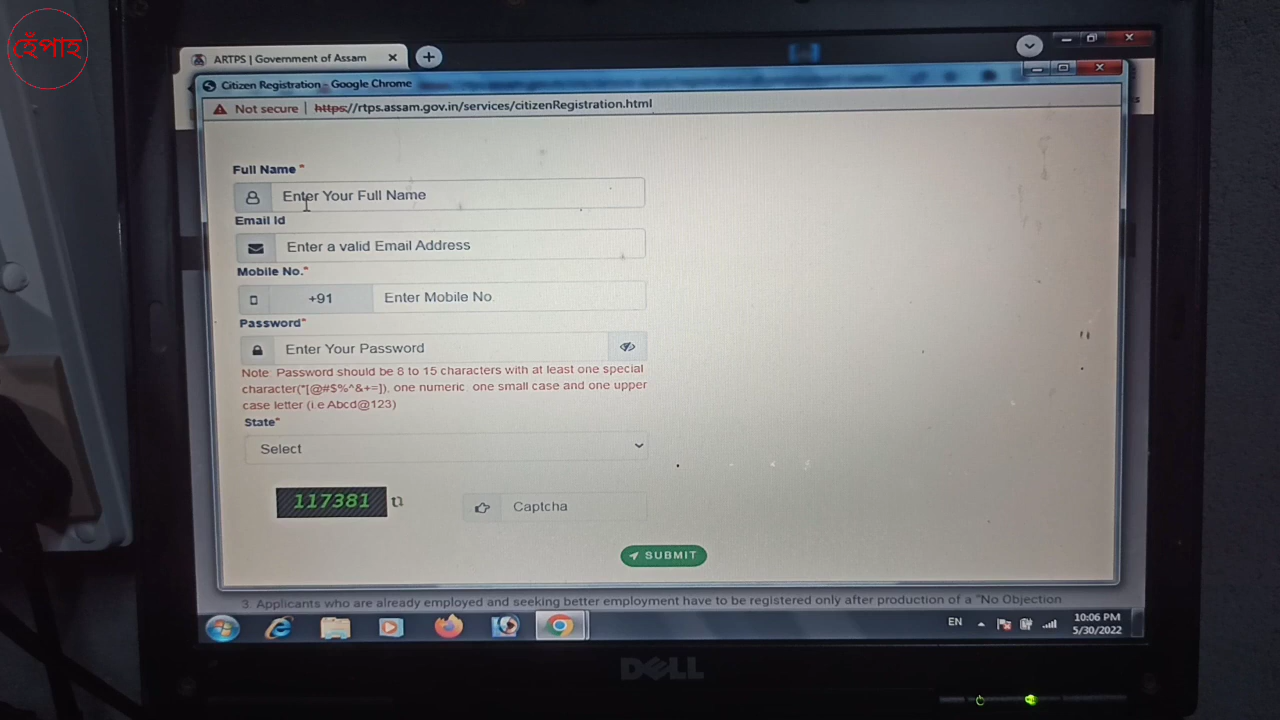 হেঁপাহ
ARTPS | Government of Assam
Citizen Registration - Google Chrome
Not secure | https://rtps.assam.gov.in/services/citizenRegistration.html
Full Name *
Enter Your Full Name
Email Id
Enter a valid Email Address
Mobile No.*
+91 Enter Mobile No
Password*
Enter Your Password
Note: Password should be 8 to 15 characters with at least one special
character(*[@#$%^&+=]), one numeric, one small case and one upper
case letter (i.e Abcd@123)
State*
Select
117381 Captcha
SUBMIT
3. Applicants who are already employed and seeking better employment have to be registered only after production of a "No Objection
EN 10:06 PM
5/30/2022
DELL